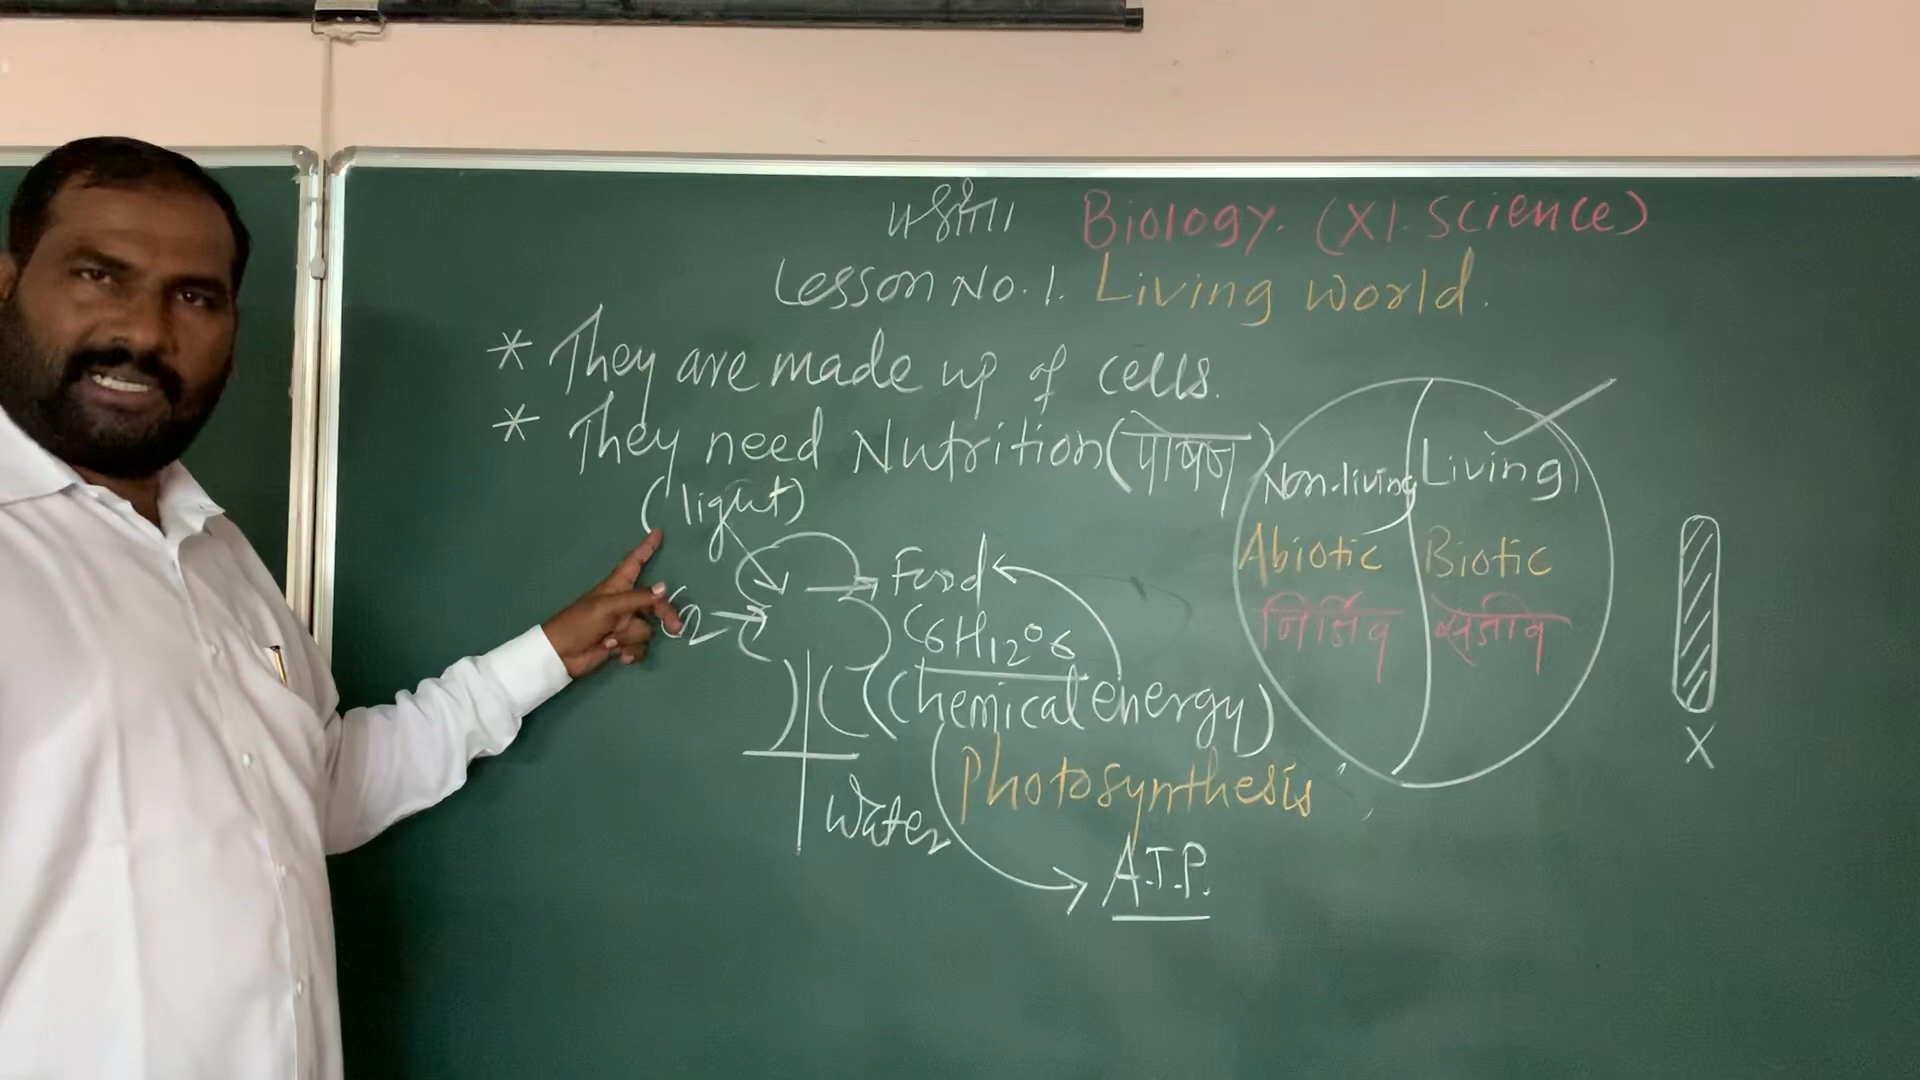 Biology. (XI. Science)
Lesson No. 1. Living World.
* They are made up of cells.
* They need Nutrition (पोषण)
(light)
Food
C6H12O6
(Chemical energy)
Photosynthesis
Water
A.T.P.
Non-living Living
Abiotic Biotic
निर्जिव सजीव
X